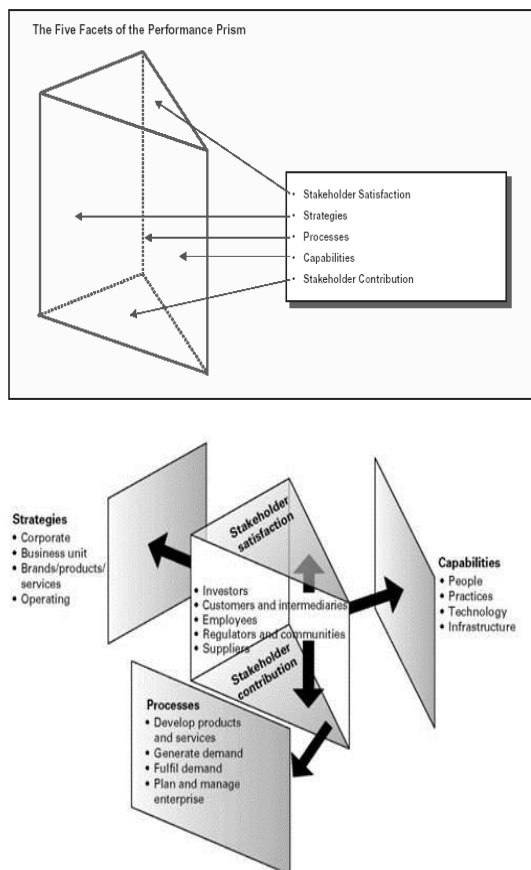 The Five Facets of the Performance Prism
· Stakeholder Satisfaction
· Strategies
· Processes
· Capabilities
· Stakeholder Contribution
Strategies
• Corporate
• Business unit
• Brands/products/
services
• Operating
Stakeholder
satisfaction
• Investors
• Customers and intermediaries
• Employees
• Regulators and communities
• Suppliers
Stakeholder
contribution
Capabilities
• People
• Practices
• Technology
• Infrastructure
Processes
• Develop products
and services
• Generate demand
• Fulfil demand
• Plan and manage
enterprise